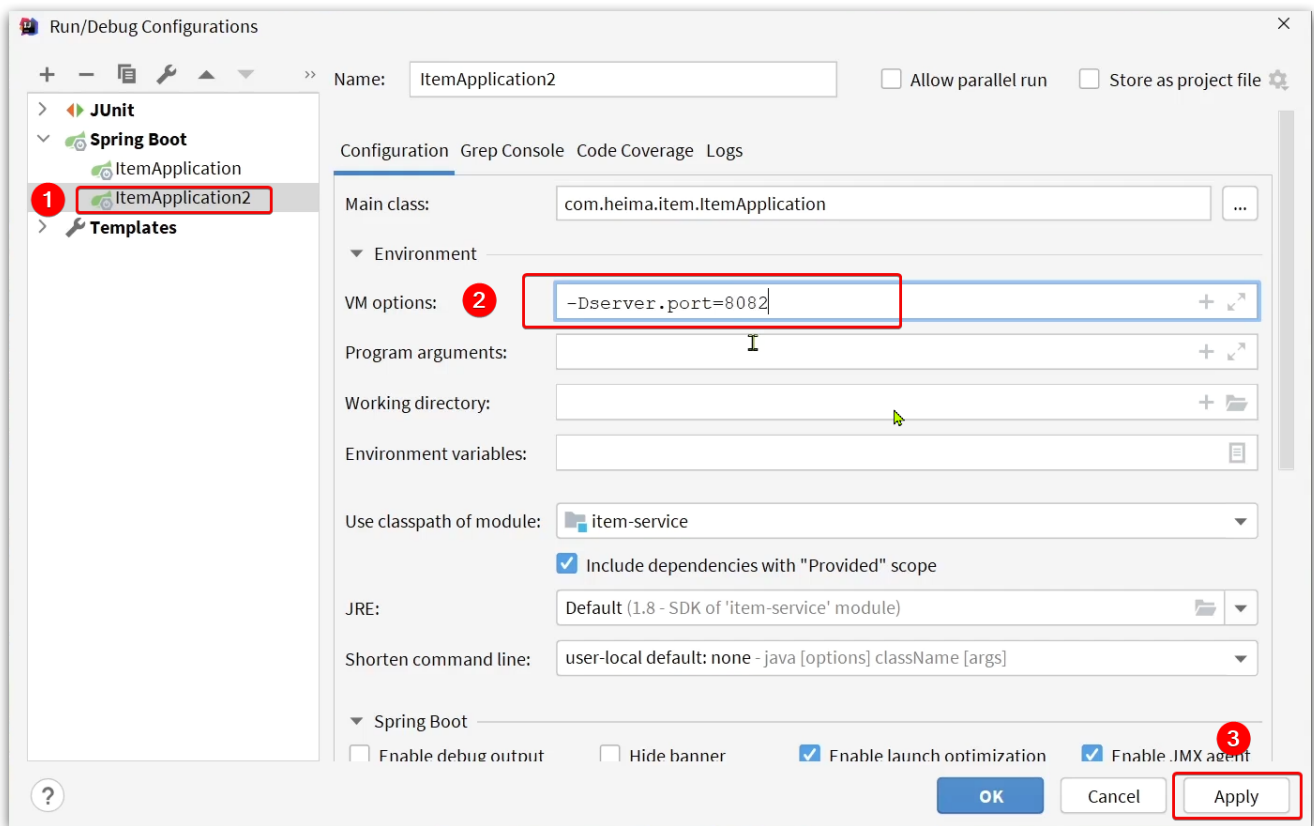 Run/Debug Configurations
Name: ItemApplication2 Allow parallel run Store as project file
JUnit
Spring Boot
ItemApplication
1 ItemApplication2
Templates
Configuration Grep Console Code Coverage Logs
Main class: com.heima.item.ItemApplication ...
Environment
VM options: 2 -Dserver.port=8082
Program arguments:
Working directory:
Environment variables:
Use classpath of module: item-service
Include dependencies with "Provided" scope
JRE: Default (1.8 - SDK of 'item-service' module)
Shorten command line: user-local default: none - java [options] className [args]
Spring Boot
Enable debug output Hide banner Enable launch optimization Enable JMX agent
3
? OK Cancel Apply